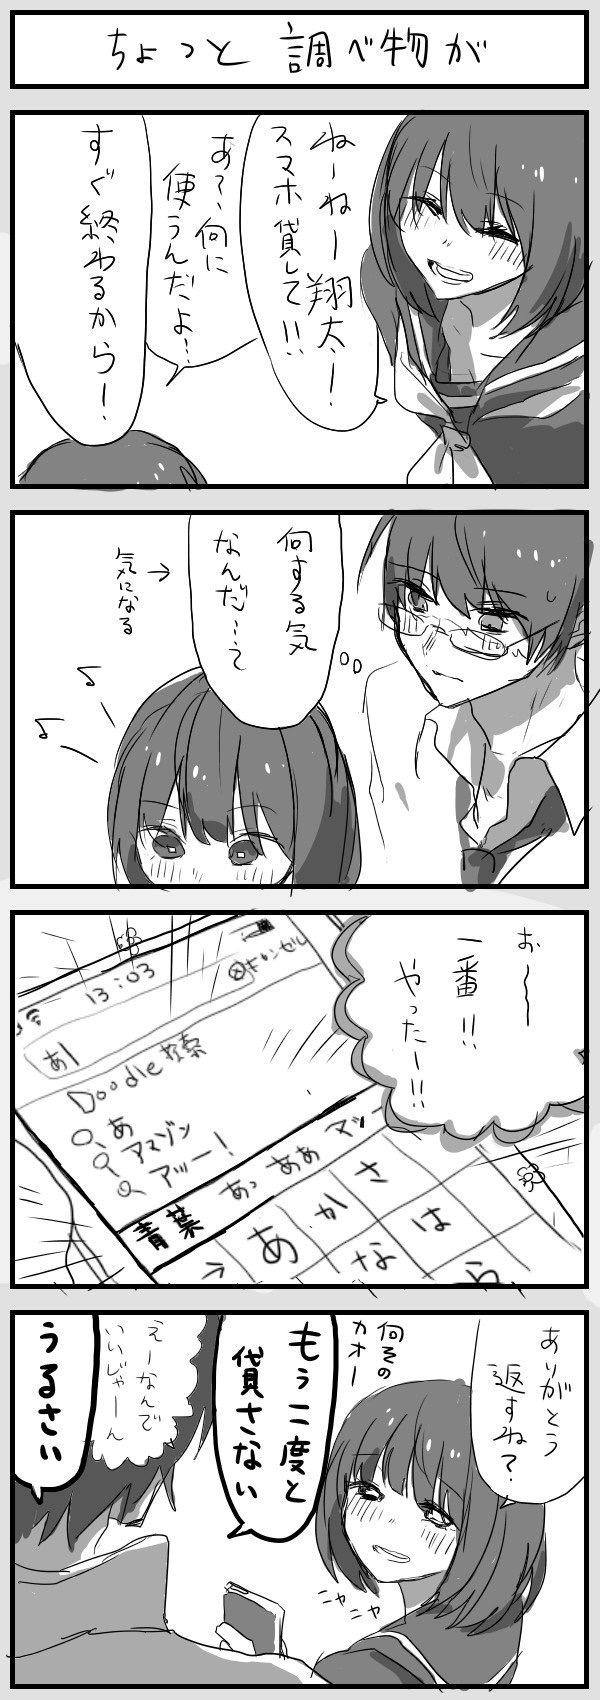 ちょっと調べ物が
ねーねー翔太ー
スマホ貸して!!
あ?、何に
使うんだよ…
すぐ終わるから!
何する気
なんだ…て
気になる
お〜〜
一番!!
やったー!!
13:03
キャンセル
あ
Doodle検索
あ
アマゾン
アッー!
青葉 あっ ああ マッ
あ か さ
な は
ら
ありがとう
返すね?
何その
カオー
もう二度と
貸さない
ニャニャ
えーなんで
いいじゃーん
うるさい